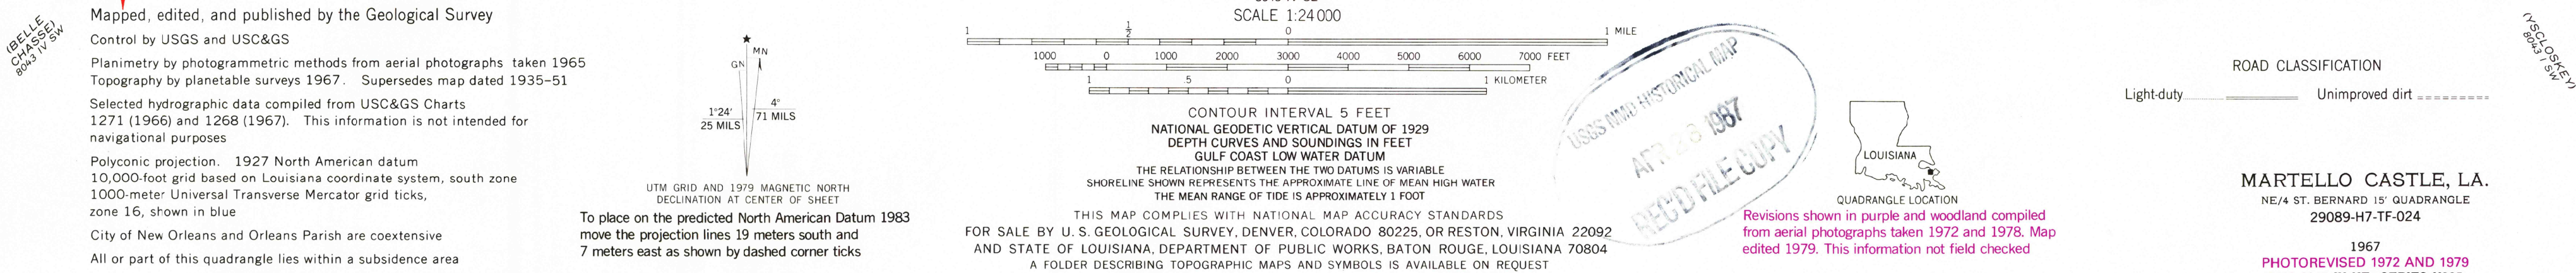 (BELLE
CHASSE)
8043 IV SW
Mapped, edited, and published by the Geological Survey
Control by USGS and USC&GS
Planimetry by photogrammetric methods from aerial photographs taken 1965
Topography by planetable surveys 1967. Supersedes map dated 1935–51
Selected hydrographic data compiled from USC&GS Charts
1271 (1966) and 1268 (1967). This information is not intended for
navigational purposes
Polyconic projection. 1927 North American datum
10,000-foot grid based on Louisiana coordinate system, south zone
1000-meter Universal Transverse Mercator grid ticks,
zone 16, shown in blue
City of New Orleans and Orleans Parish are coextensive
All or part of this quadrangle lies within a subsidence area
★
MN
GN
1°24′
25 MILS
4°
71 MILS
UTM GRID AND 1979 MAGNETIC NORTH
DECLINATION AT CENTER OF SHEET
To place on the predicted North American Datum 1983
move the projection lines 19 meters south and
7 meters east as shown by dashed corner ticks
SCALE 1:24 000
1 ½ 0 1 MILE
1000 0 1000 2000 3000 4000 5000 6000 7000 FEET
1 .5 0 1 KILOMETER
CONTOUR INTERVAL 5 FEET
NATIONAL GEODETIC VERTICAL DATUM OF 1929
DEPTH CURVES AND SOUNDINGS IN FEET
GULF COAST LOW WATER DATUM
THE RELATIONSHIP BETWEEN THE TWO DATUMS IS VARIABLE
SHORELINE SHOWN REPRESENTS THE APPROXIMATE LINE OF MEAN HIGH WATER
THE MEAN RANGE OF TIDE IS APPROXIMATELY 1 FOOT
THIS MAP COMPLIES WITH NATIONAL MAP ACCURACY STANDARDS
FOR SALE BY U. S. GEOLOGICAL SURVEY, DENVER, COLORADO 80225, OR RESTON, VIRGINIA 22092
AND STATE OF LOUISIANA, DEPARTMENT OF PUBLIC WORKS, BATON ROUGE, LOUISIANA 70804
A FOLDER DESCRIBING TOPOGRAPHIC MAPS AND SYMBOLS IS AVAILABLE ON REQUEST
USGS NMD HISTORICAL MAP
APR 28 1987
REC'D FILE COPY
LOUISIANA
QUADRANGLE LOCATION
Revisions shown in purple and woodland compiled
from aerial photographs taken 1972 and 1978. Map
edited 1979. This information not field checked
ROAD CLASSIFICATION
Light-duty Unimproved dirt
(YSCLOSKEY)
8043 I SW
MARTELLO CASTLE, LA.
NE/4 ST. BERNARD 15′ QUADRANGLE
29089-H7-TF-024
1967
PHOTOREVISED 1972 AND 1979